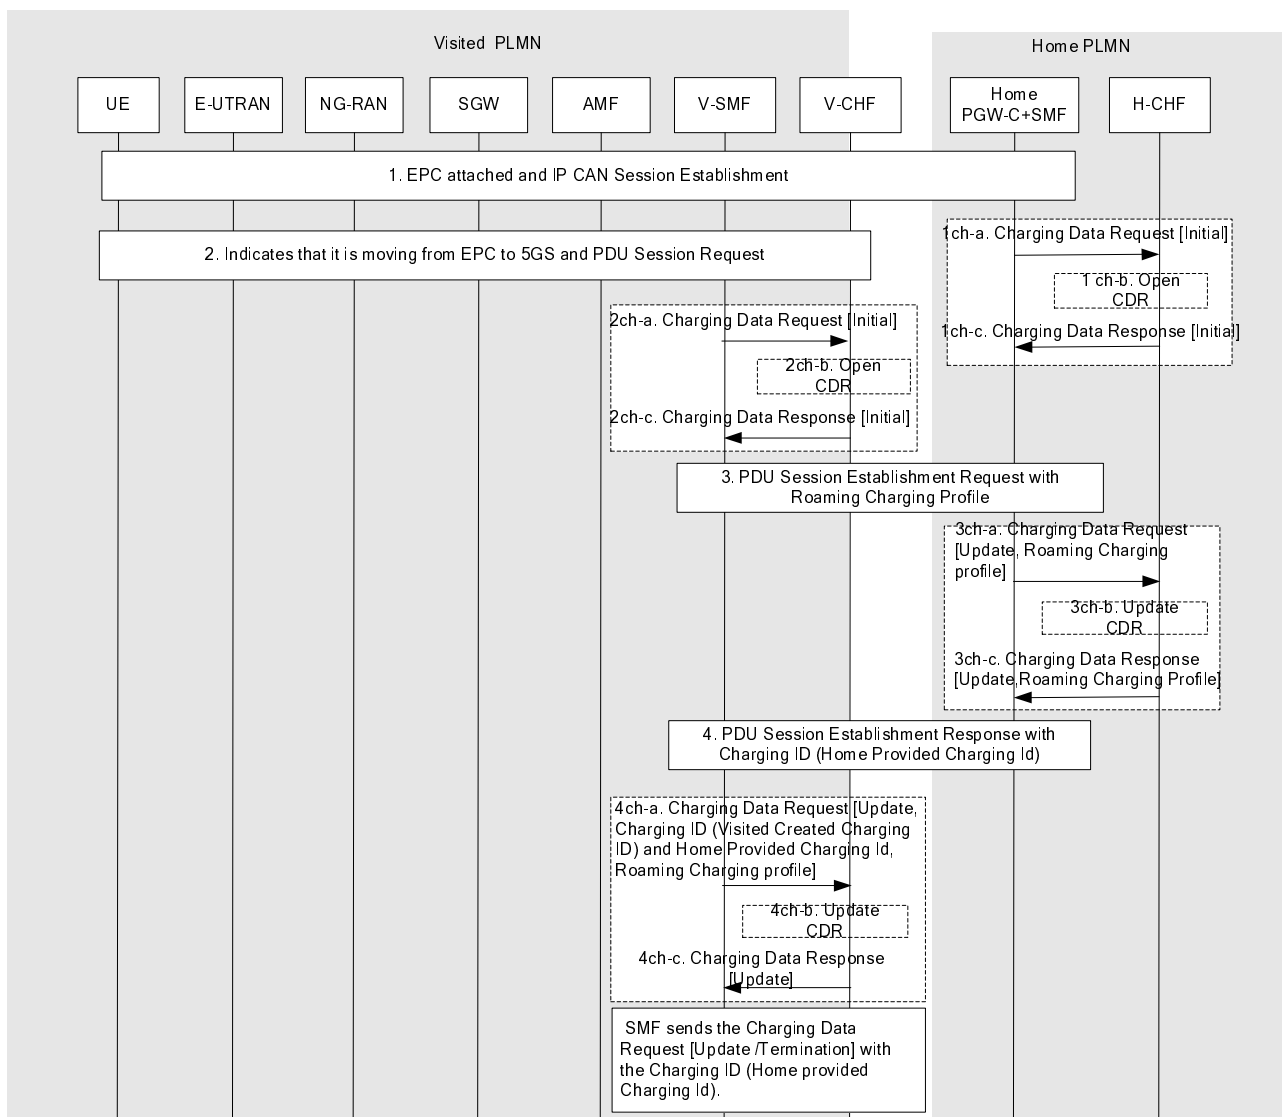 Visited PLMN
Home PLMN
UE
E-UTRAN
NG-RAN
SGW
AMF
V-SMF
V-CHF
Home
PGW-C+SMF
H-CHF
1. EPC attached and IP CAN Session Establishment
1ch-a. Charging Data Request [Initial]
2. Indicates that it is moving from EPC to 5GS and PDU Session Request
1 ch-b. Open
CDR
1ch-c. Charging Data Response [Initial]
2ch-a. Charging Data Request [Initial]
2ch-b. Open
CDR
2ch-c. Charging Data Response [Initial]
3. PDU Session Establishment Request with
Roaming Charging Profile
3ch-a. Charging Data Request
[Update, Roaming Charging
profile]
3ch-b. Update
CDR
3ch-c. Charging Data Response
[Update,Roaming Charging Profile]
4. PDU Session Establishment Response with
Charging ID (Home Provided Charging Id)
4ch-a. Charging Data Request [Update,
Charging ID (Visited Created Charging
ID) and Home Provided Charging Id,
Roaming Charging profile]
4ch-b. Update
CDR
4ch-c. Charging Data Response
[Update]
SMF sends the Charging Data
Request [Update /Termination] with
the Charging ID (Home provided
Charging Id).